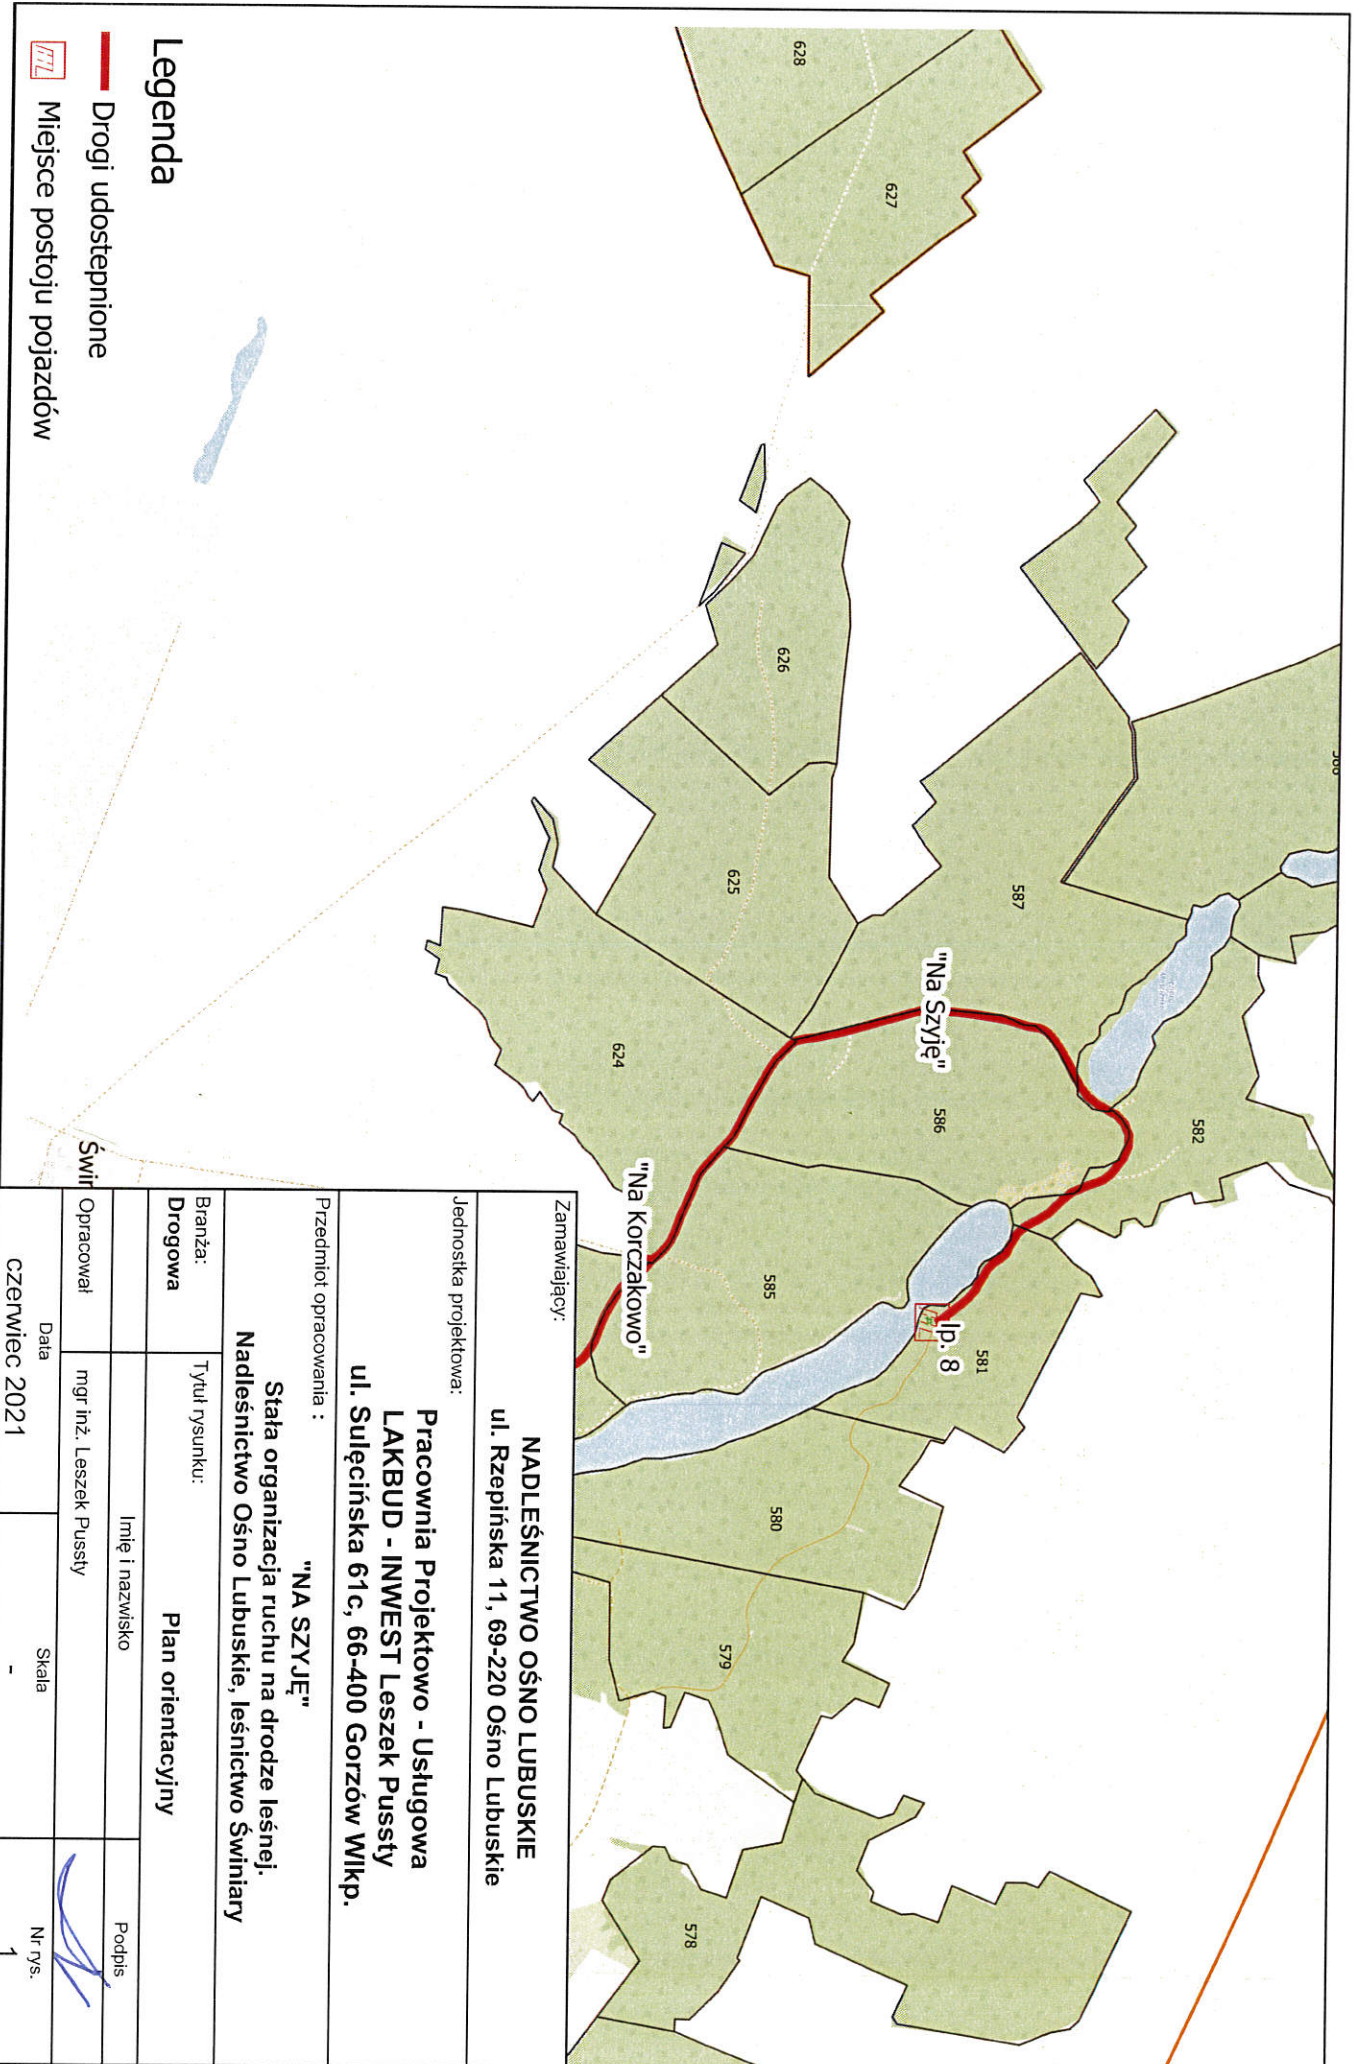 628
627
626
625
624
587
586
585
582
581
580
579
578
"Na Szyję"
"Na Korczakowo"
lp. 8
Legenda
Drogi udostepnione
Miejsce postoju pojazdów
Zamawiający:
NADLEŚNICTWO OŚNO LUBUSKIE
ul. Rzepińska 11, 69-220 Ośno Lubuskie
Jednostka projektowa:
Pracownia Projektowo - Usługowa
LAKBUD - INWEST Leszek Pussty
ul. Sulęcińska 61c, 66-400 Gorzów Wlkp.
Przedmiot opracowania :
"NA SZYJĘ"
Stała organizacja ruchu na drodze leśnej.
Nadleśnictwo Ośno Lubuskie, leśnictwo Świniary
Branża:
Drogowa
Tytuł rysunku:
Plan orientacyjny
Imię i nazwisko
Podpis
Opracował
mgr inż. Leszek Pussty
Data
czerwiec 2021
Skala
-
Nr rys.
1